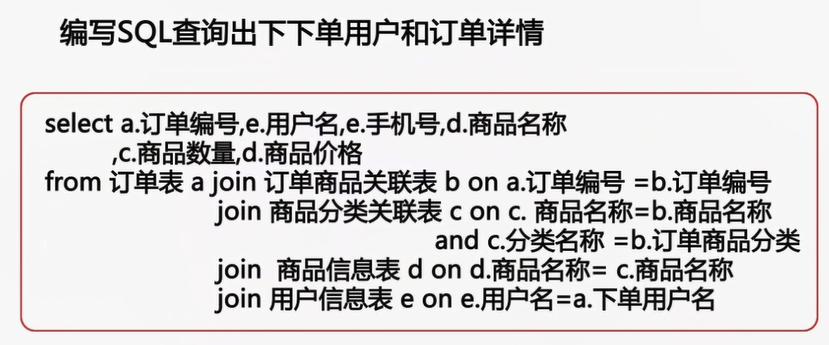 编写SQL查询出下下单用户和订单详情
select a.订单编号,e.用户名,e.手机号,d.商品名称
,c.商品数量,d.商品价格
from 订单表 a join 订单商品关联表 b on a.订单编号 =b.订单编号
join 商品分类关联表 c on c. 商品名称=b.商品名称
and c.分类名称 =b.订单商品分类
join 商品信息表 d on d.商品名称= c.商品名称
join 用户信息表 e on e.用户名=a.下单用户名